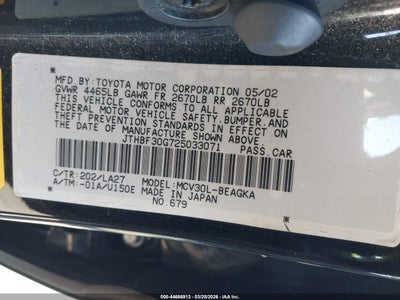 MFD.BY:TOYOTA MOTOR CORPORATION 05/02
GVWR 4465LB GAWR FR 2670LB RR 2670LB
THIS VEHICLE CONFORMS TO ALL APPLICABLE
FEDERAL MOTOR VEHICLE SAFETY,BUMPER,AND
THEFT PREVENTION STANDARDS IN EFFECT ON
THE DATE OF MANUFACTURE SHOWN ABOVE.
JTHBF30G725033071 PASS.CAR
C/TR:202/LA27 MODEL:MCV30L-BEAGKA
A/TM:-01A/U150E MADE IN JAPAN
NO.679
000-44666913 - 03/20/2026 - IAAI.COM